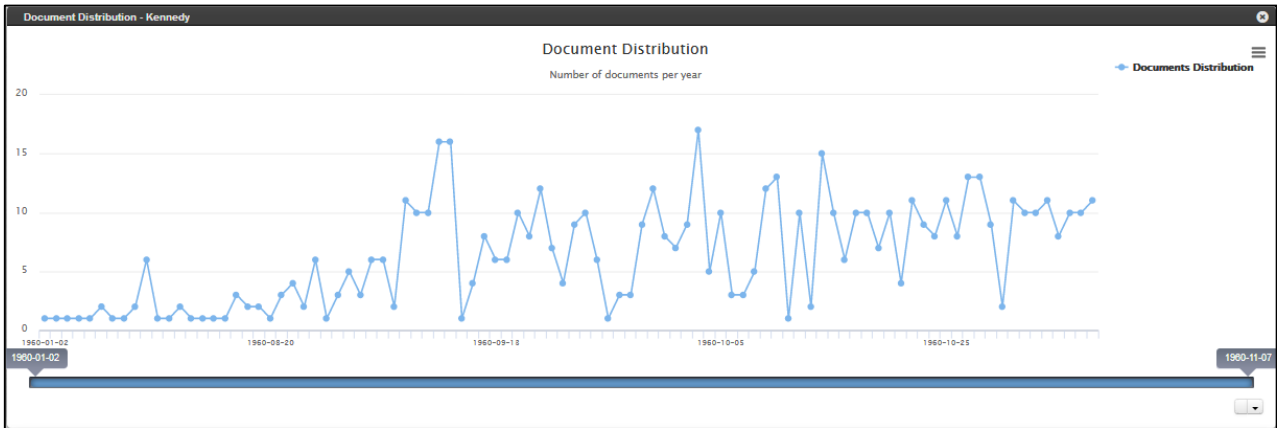 Document Distribution - Kennedy
Document Distribution
Number of documents per year
Documents Distribution
20
15
10
5
0
1960-01-02 1960-08-20 1960-09-13 1960-10-05 1960-10-25
1960-01-02 1960-11-07